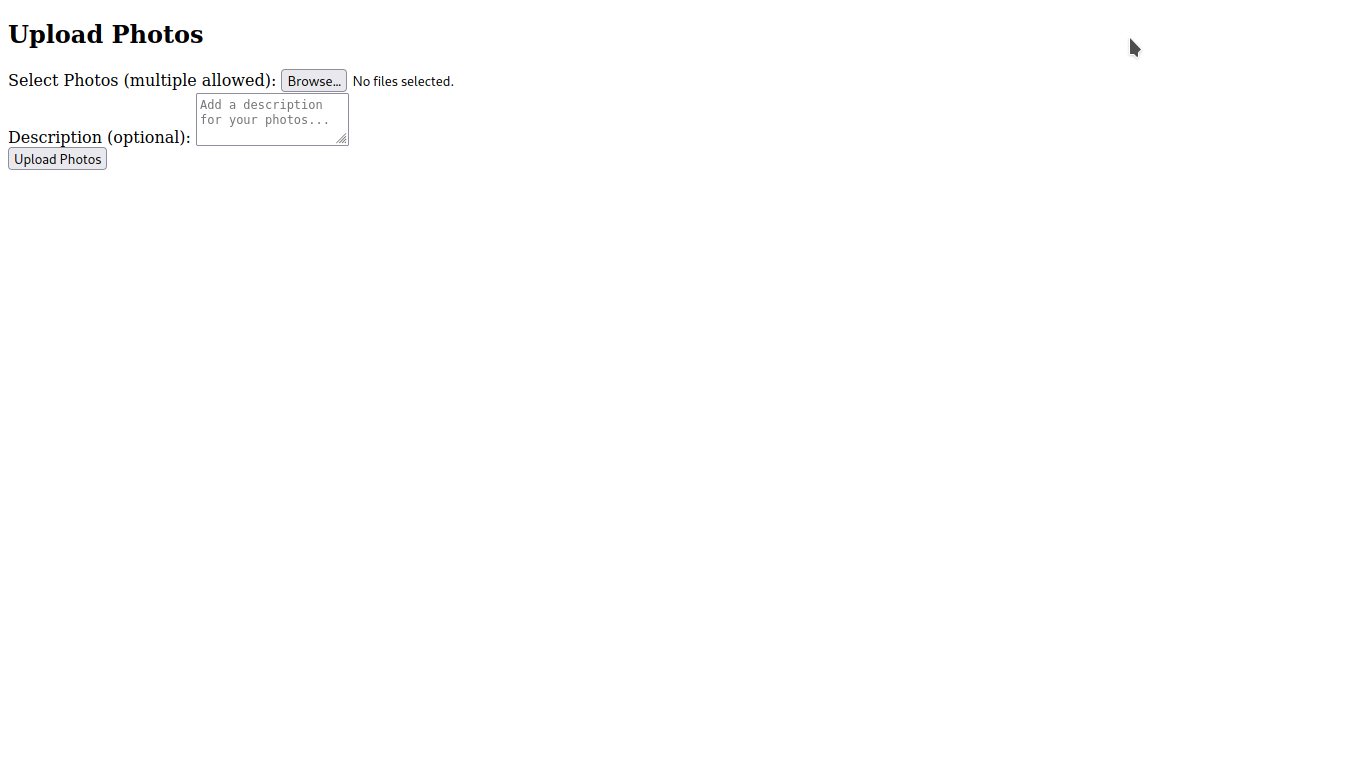 Upload Photos
Select Photos (multiple allowed): Browse... No files selected.
Add a description
for your photos...
Description (optional):
Upload Photos